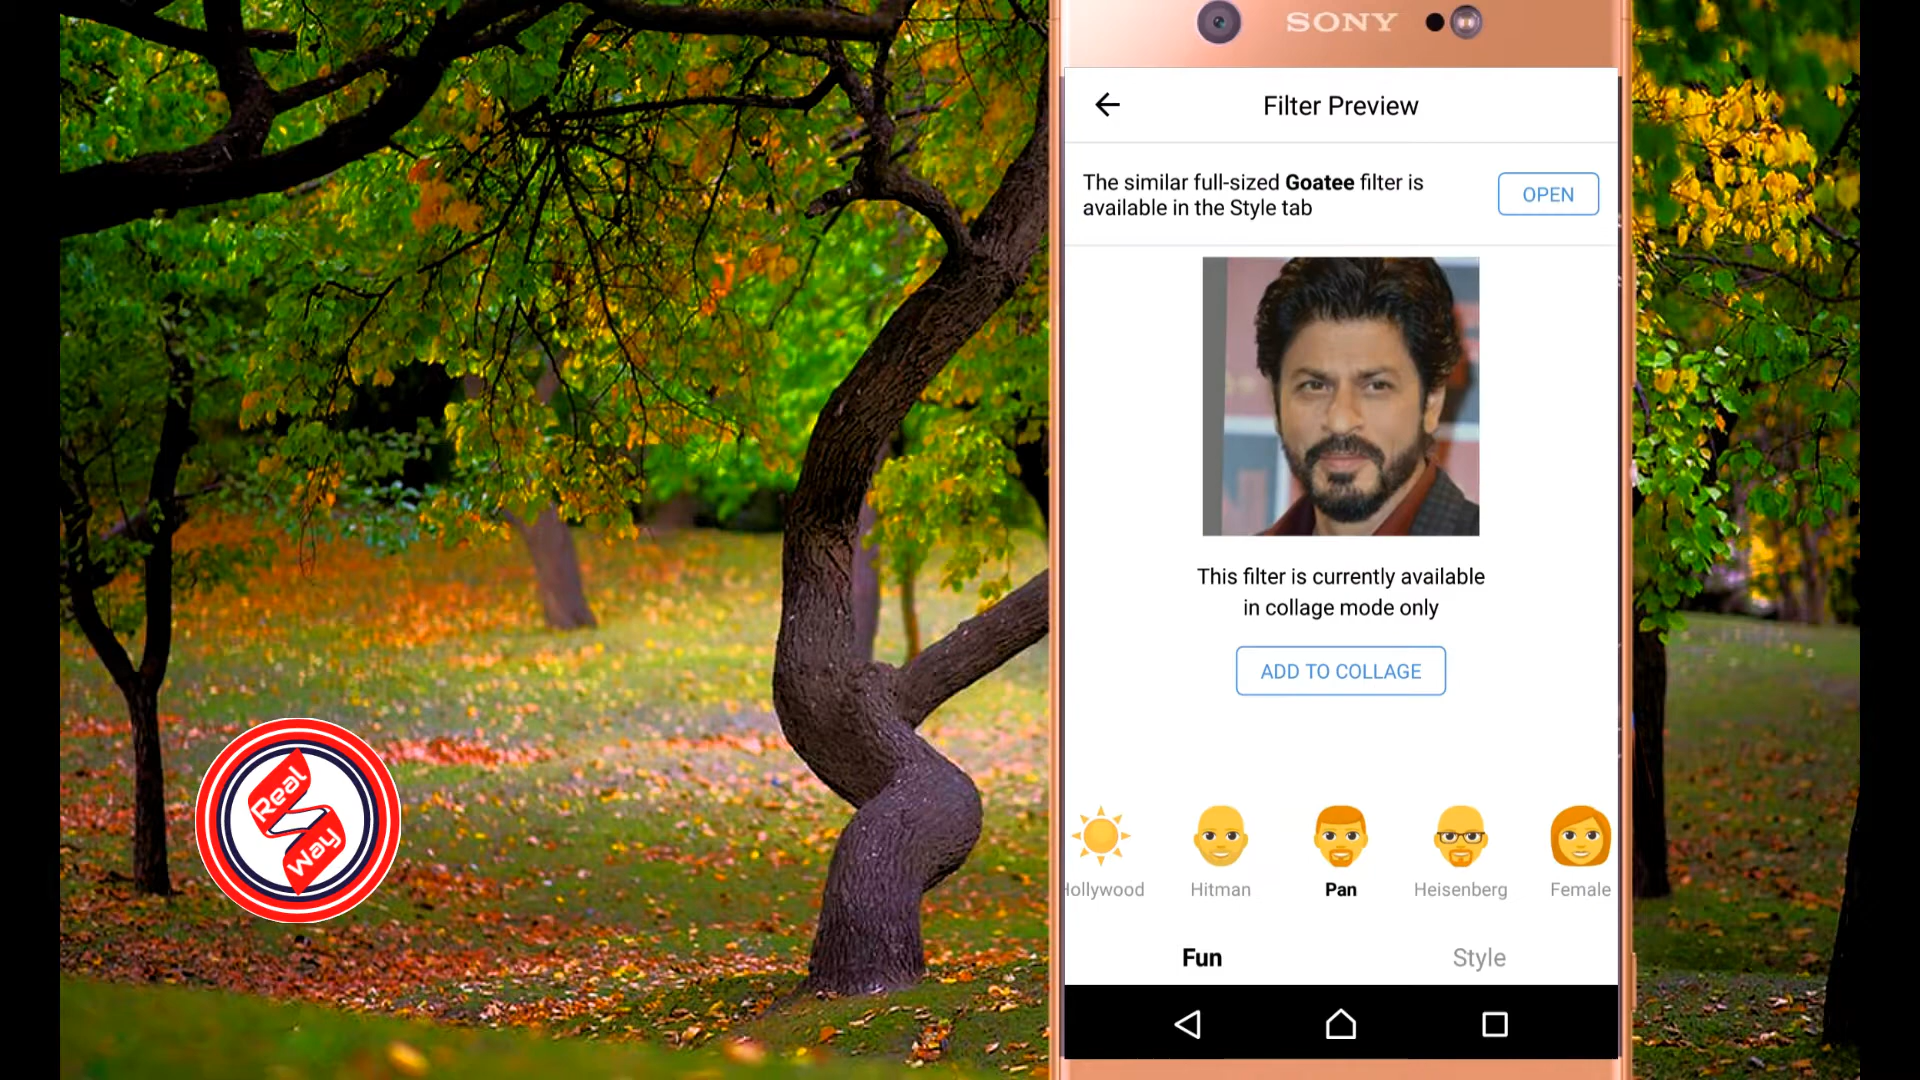 SONY
Filter Preview
The similar full-sized Goatee filter is
available in the Style tab
OPEN
This filter is currently available
in collage mode only
ADD TO COLLAGE
Hollywood
Hitman
Pan
Heisenberg
Female
Fun
Style
Real
Way